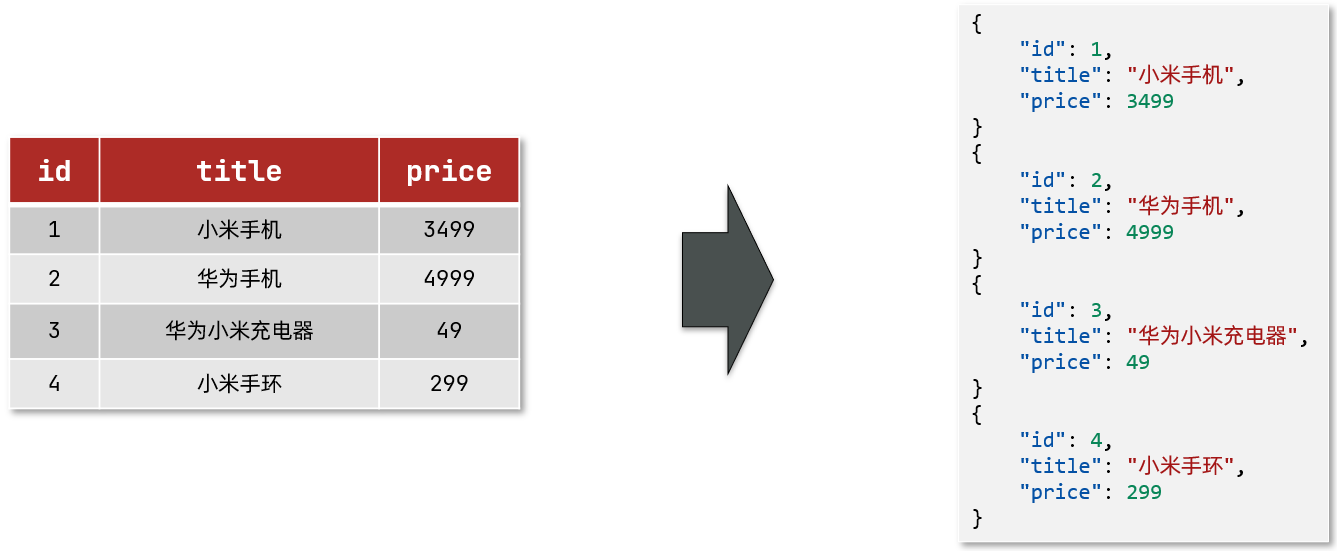 id title price
1 小米手机 3499
2 华为手机 4999
3 华为小米充电器 49
4 小米手环 299
{
"id": 1,
"title": "小米手机",
"price": 3499
}
{
"id": 2,
"title": "华为手机",
"price": 4999
}
{
"id": 3,
"title": "华为小米充电器",
"price": 49
}
{
"id": 4,
"title": "小米手环",
"price": 299
}